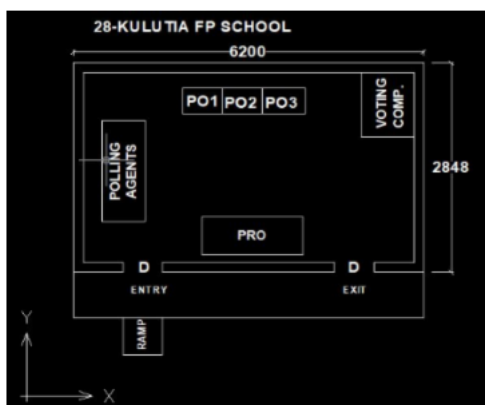 28-KULUTIA FP SCHOOL
6200
PO1 PO2 PO3
VOTING
COMP.
POLLING
AGENTS
2848
PRO
D D
ENTRY EXIT
RAMP
Y
X